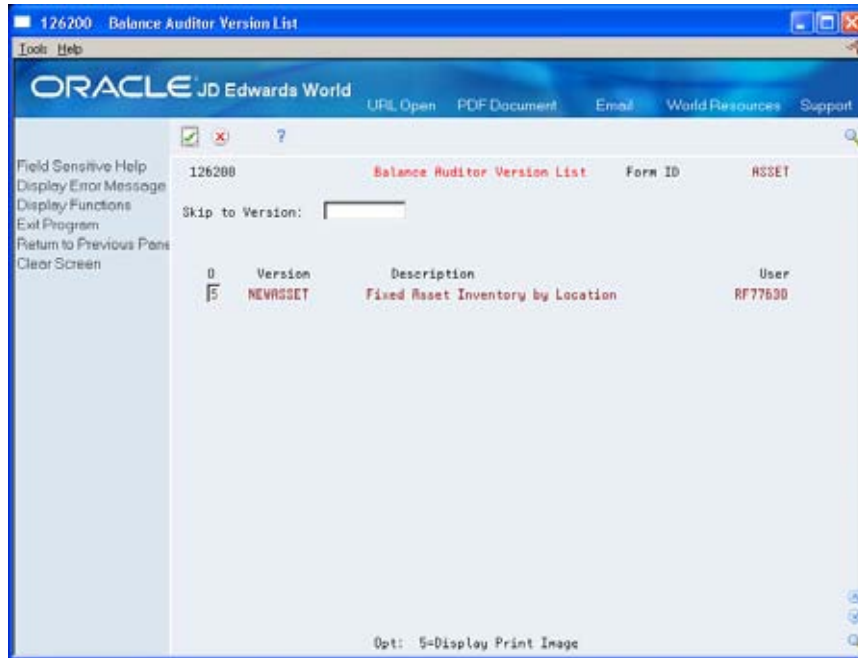 126200 Balance Auditor Version List
Tools Help
ORACLE JD Edwards World
URL Open PDF Document Email World Resources Support
?
Field Sensitive Help
Display Error Message
Display Functions
Exit Program
Return to Previous Pane
Clear Screen
126200 Balance Auditor Version List Form ID ASSET
Skip to Version:
O Version Description User
5 NEWASSET Fixed Asset Inventory by Location RF77630
Opt: 5=Display Print Image